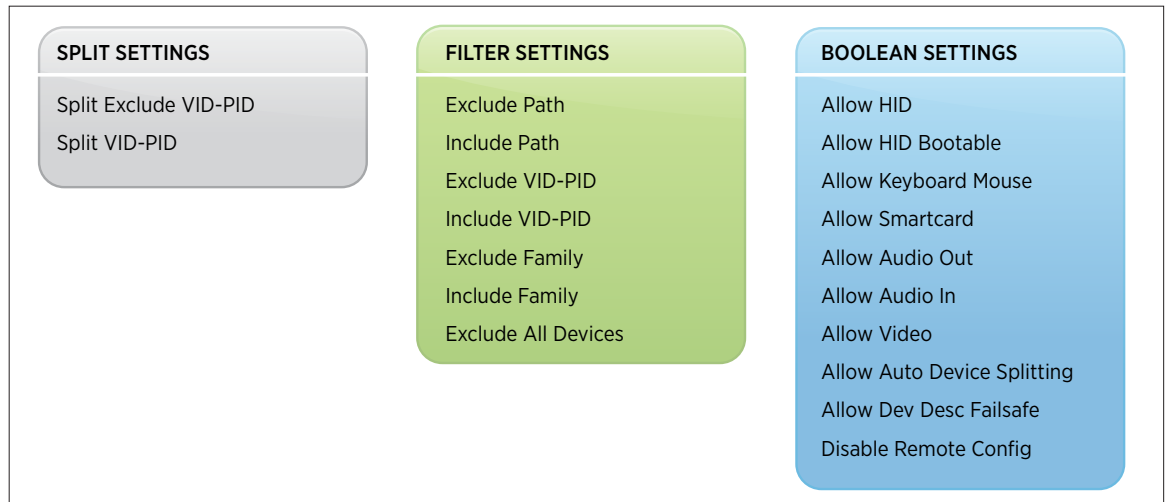 SPLIT SETTINGS
Split Exclude VID-PID
Split VID-PID
FILTER SETTINGS
Exclude Path
Include Path
Exclude VID-PID
Include VID-PID
Exclude Family
Include Family
Exclude All Devices
BOOLEAN SETTINGS
Allow HID
Allow HID Bootable
Allow Keyboard Mouse
Allow Smartcard
Allow Audio Out
Allow Audio In
Allow Video
Allow Auto Device Splitting
Allow Dev Desc Failsafe
Disable Remote Config